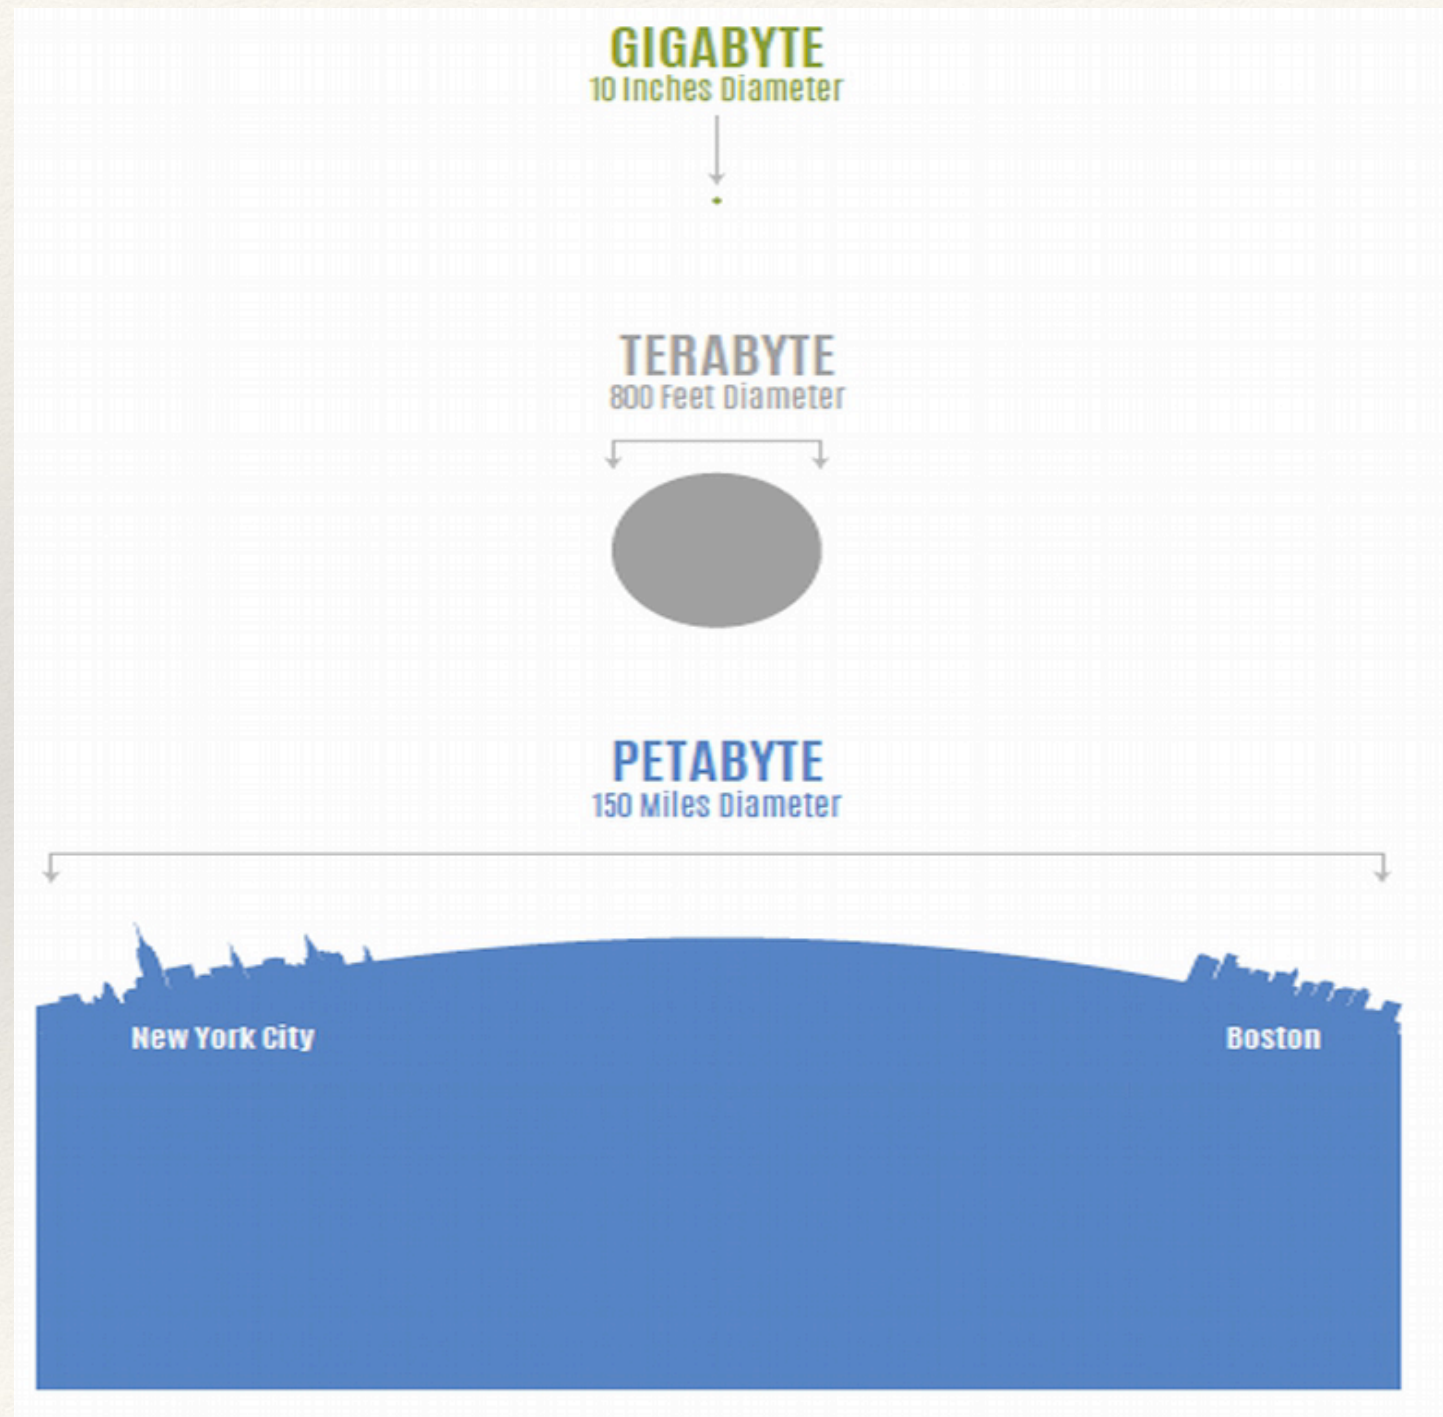 GIGABYTE
10 Inches Diameter
TERABYTE
800 Feet Diameter
PETABYTE
150 Miles Diameter
New York City
Boston